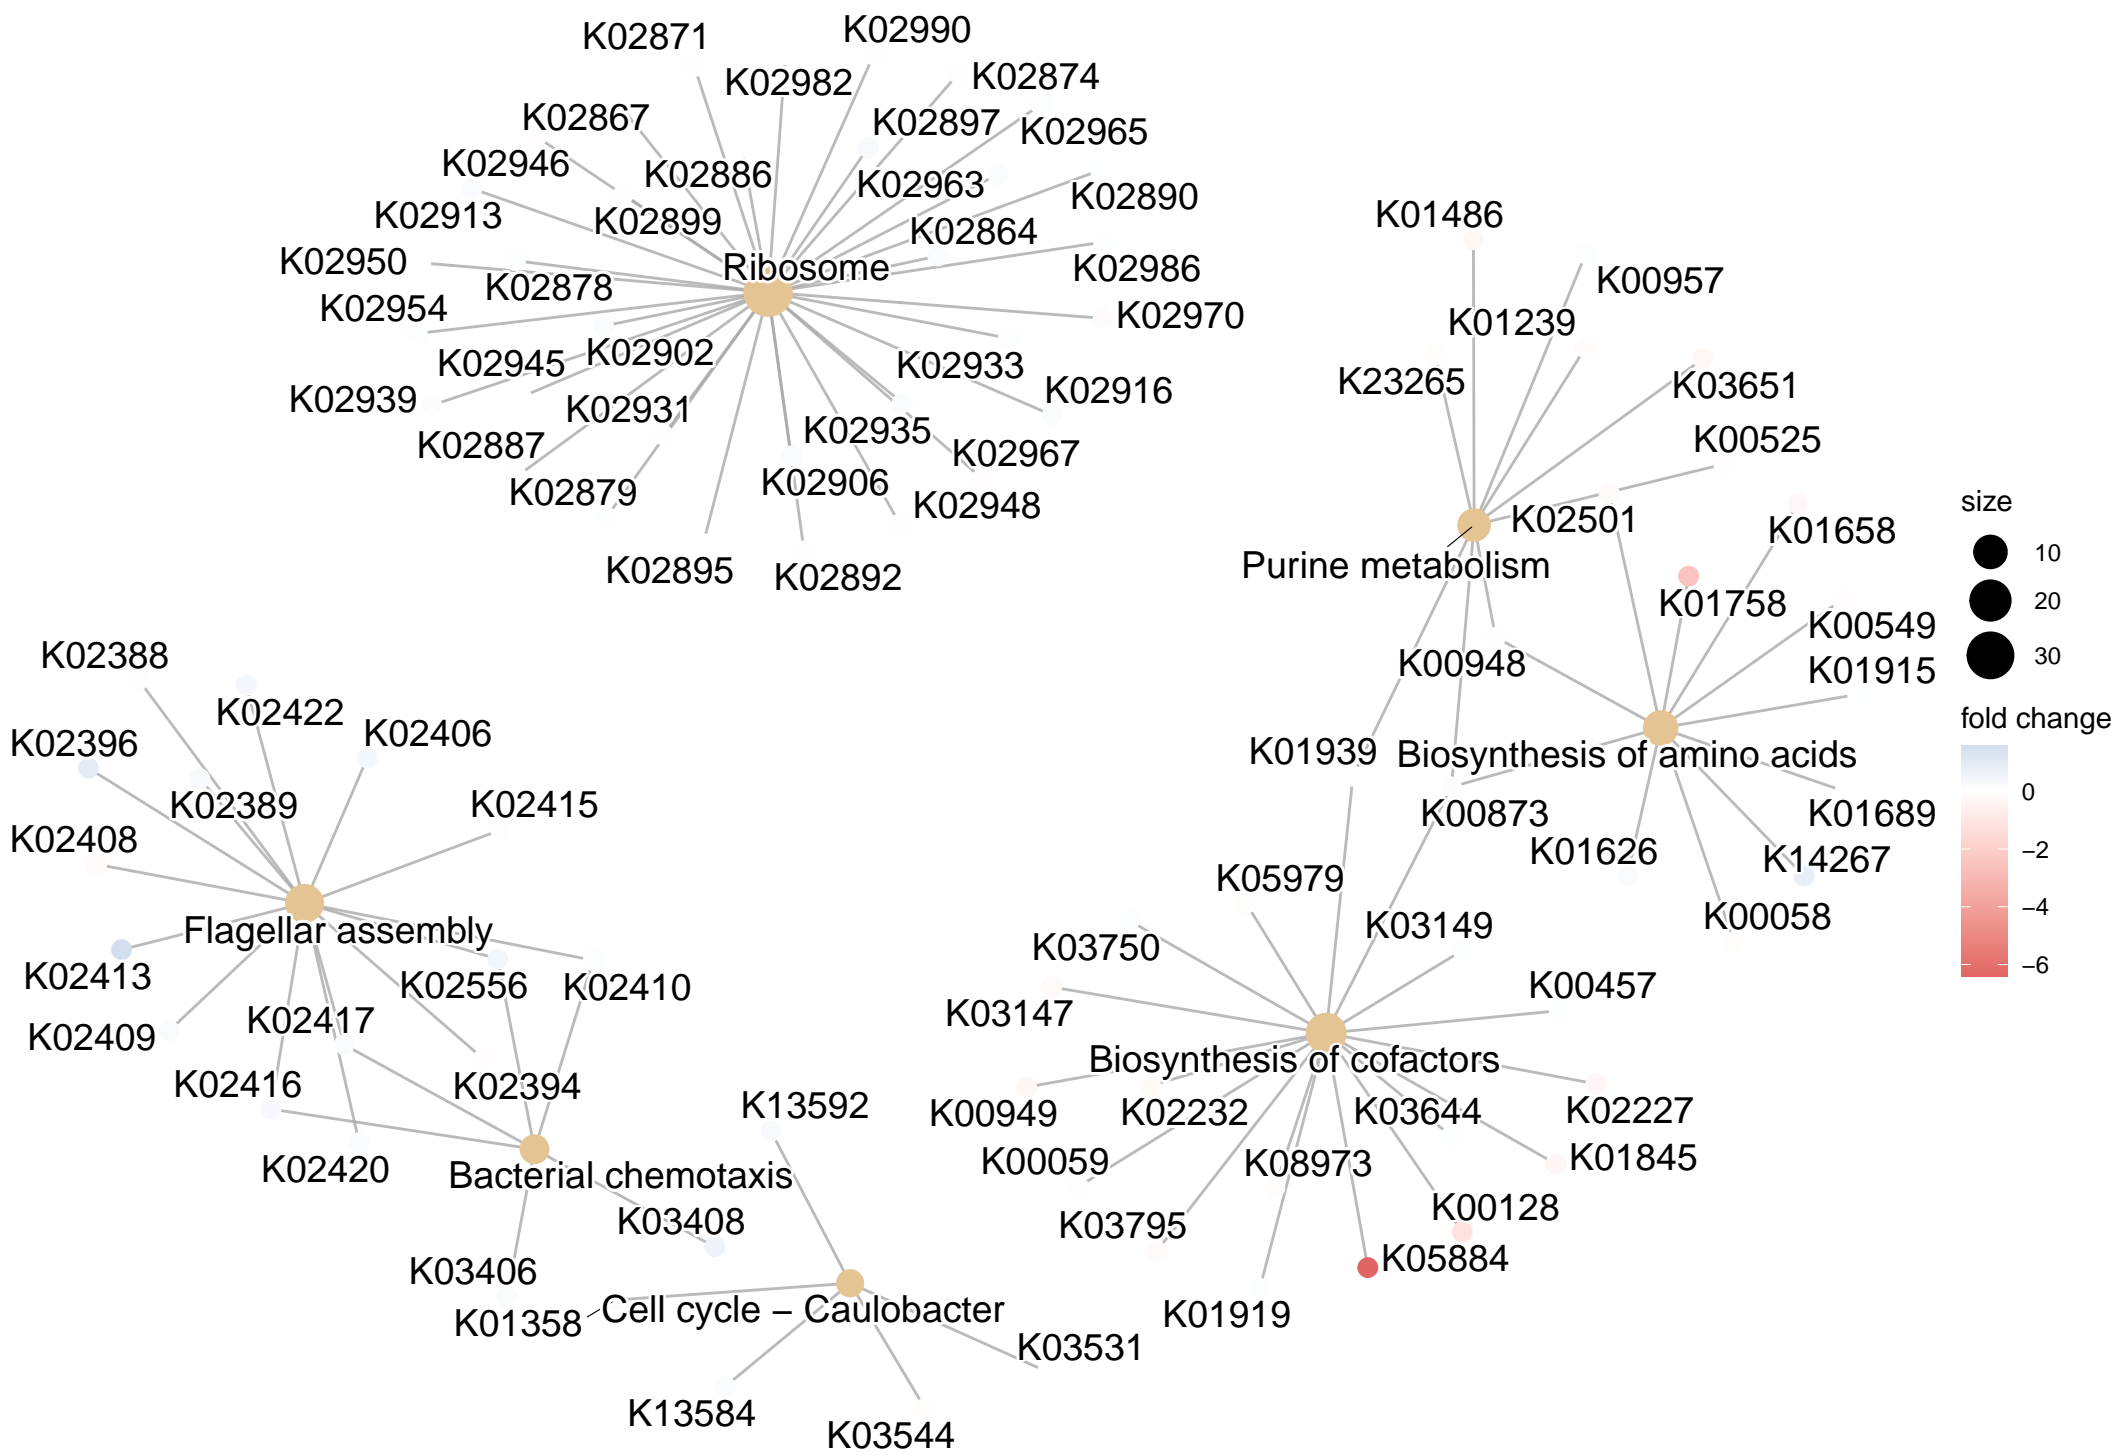 K02871
K02990
K02982
K02874
K02867
K02897
K02965
K02946
K02886
K02963
K02890
K02913
K02899
K02864
K02950
Ribosome
K02986
K02878
K02954
K02970
K02945
K02902
K02933
K02939
K02916
K02931
K02935
K02887
K02967
K02879
K02906
K02948
K02895
K02892
K01486
K00957
K01239
K23265
K03651
K00525
K02501
K01658
Purine metabolism
K01758
K00549
K00948
K01915
K01939
Biosynthesis of amino acids
K00873
K01689
K01626
K14267
K00058
size
10
20
30
fold change
0
−2
−4
−6
K02388
K02422
K02406
K02396
K02389
K02415
K02408
Flagellar assembly
K02413
K02556
K02410
K02417
K02409
K02416
K02394
K02420
Bacterial chemotaxis
K03408
K03406
K13592
K01358
Cell cycle – Caulobacter
K03531
K13584
K03544
K05979
K03149
K03750
K00457
K03147
Biosynthesis of cofactors
K00949
K02232
K03644
K02227
K00059
K08973
K01845
K03795
K00128
K05884
K01919